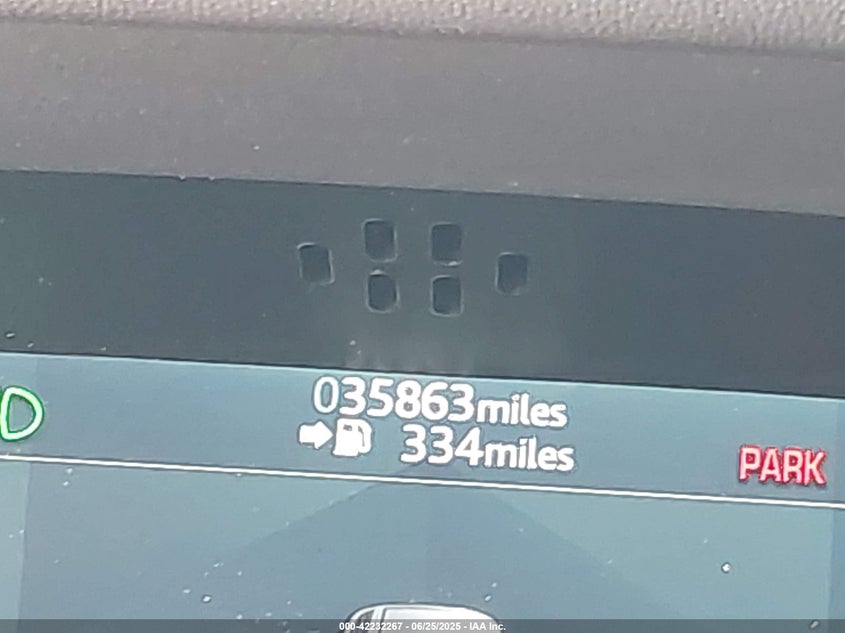 035863miles
334miles
PARK
000-42232267 - 06/25/2025 - IAA Inc.